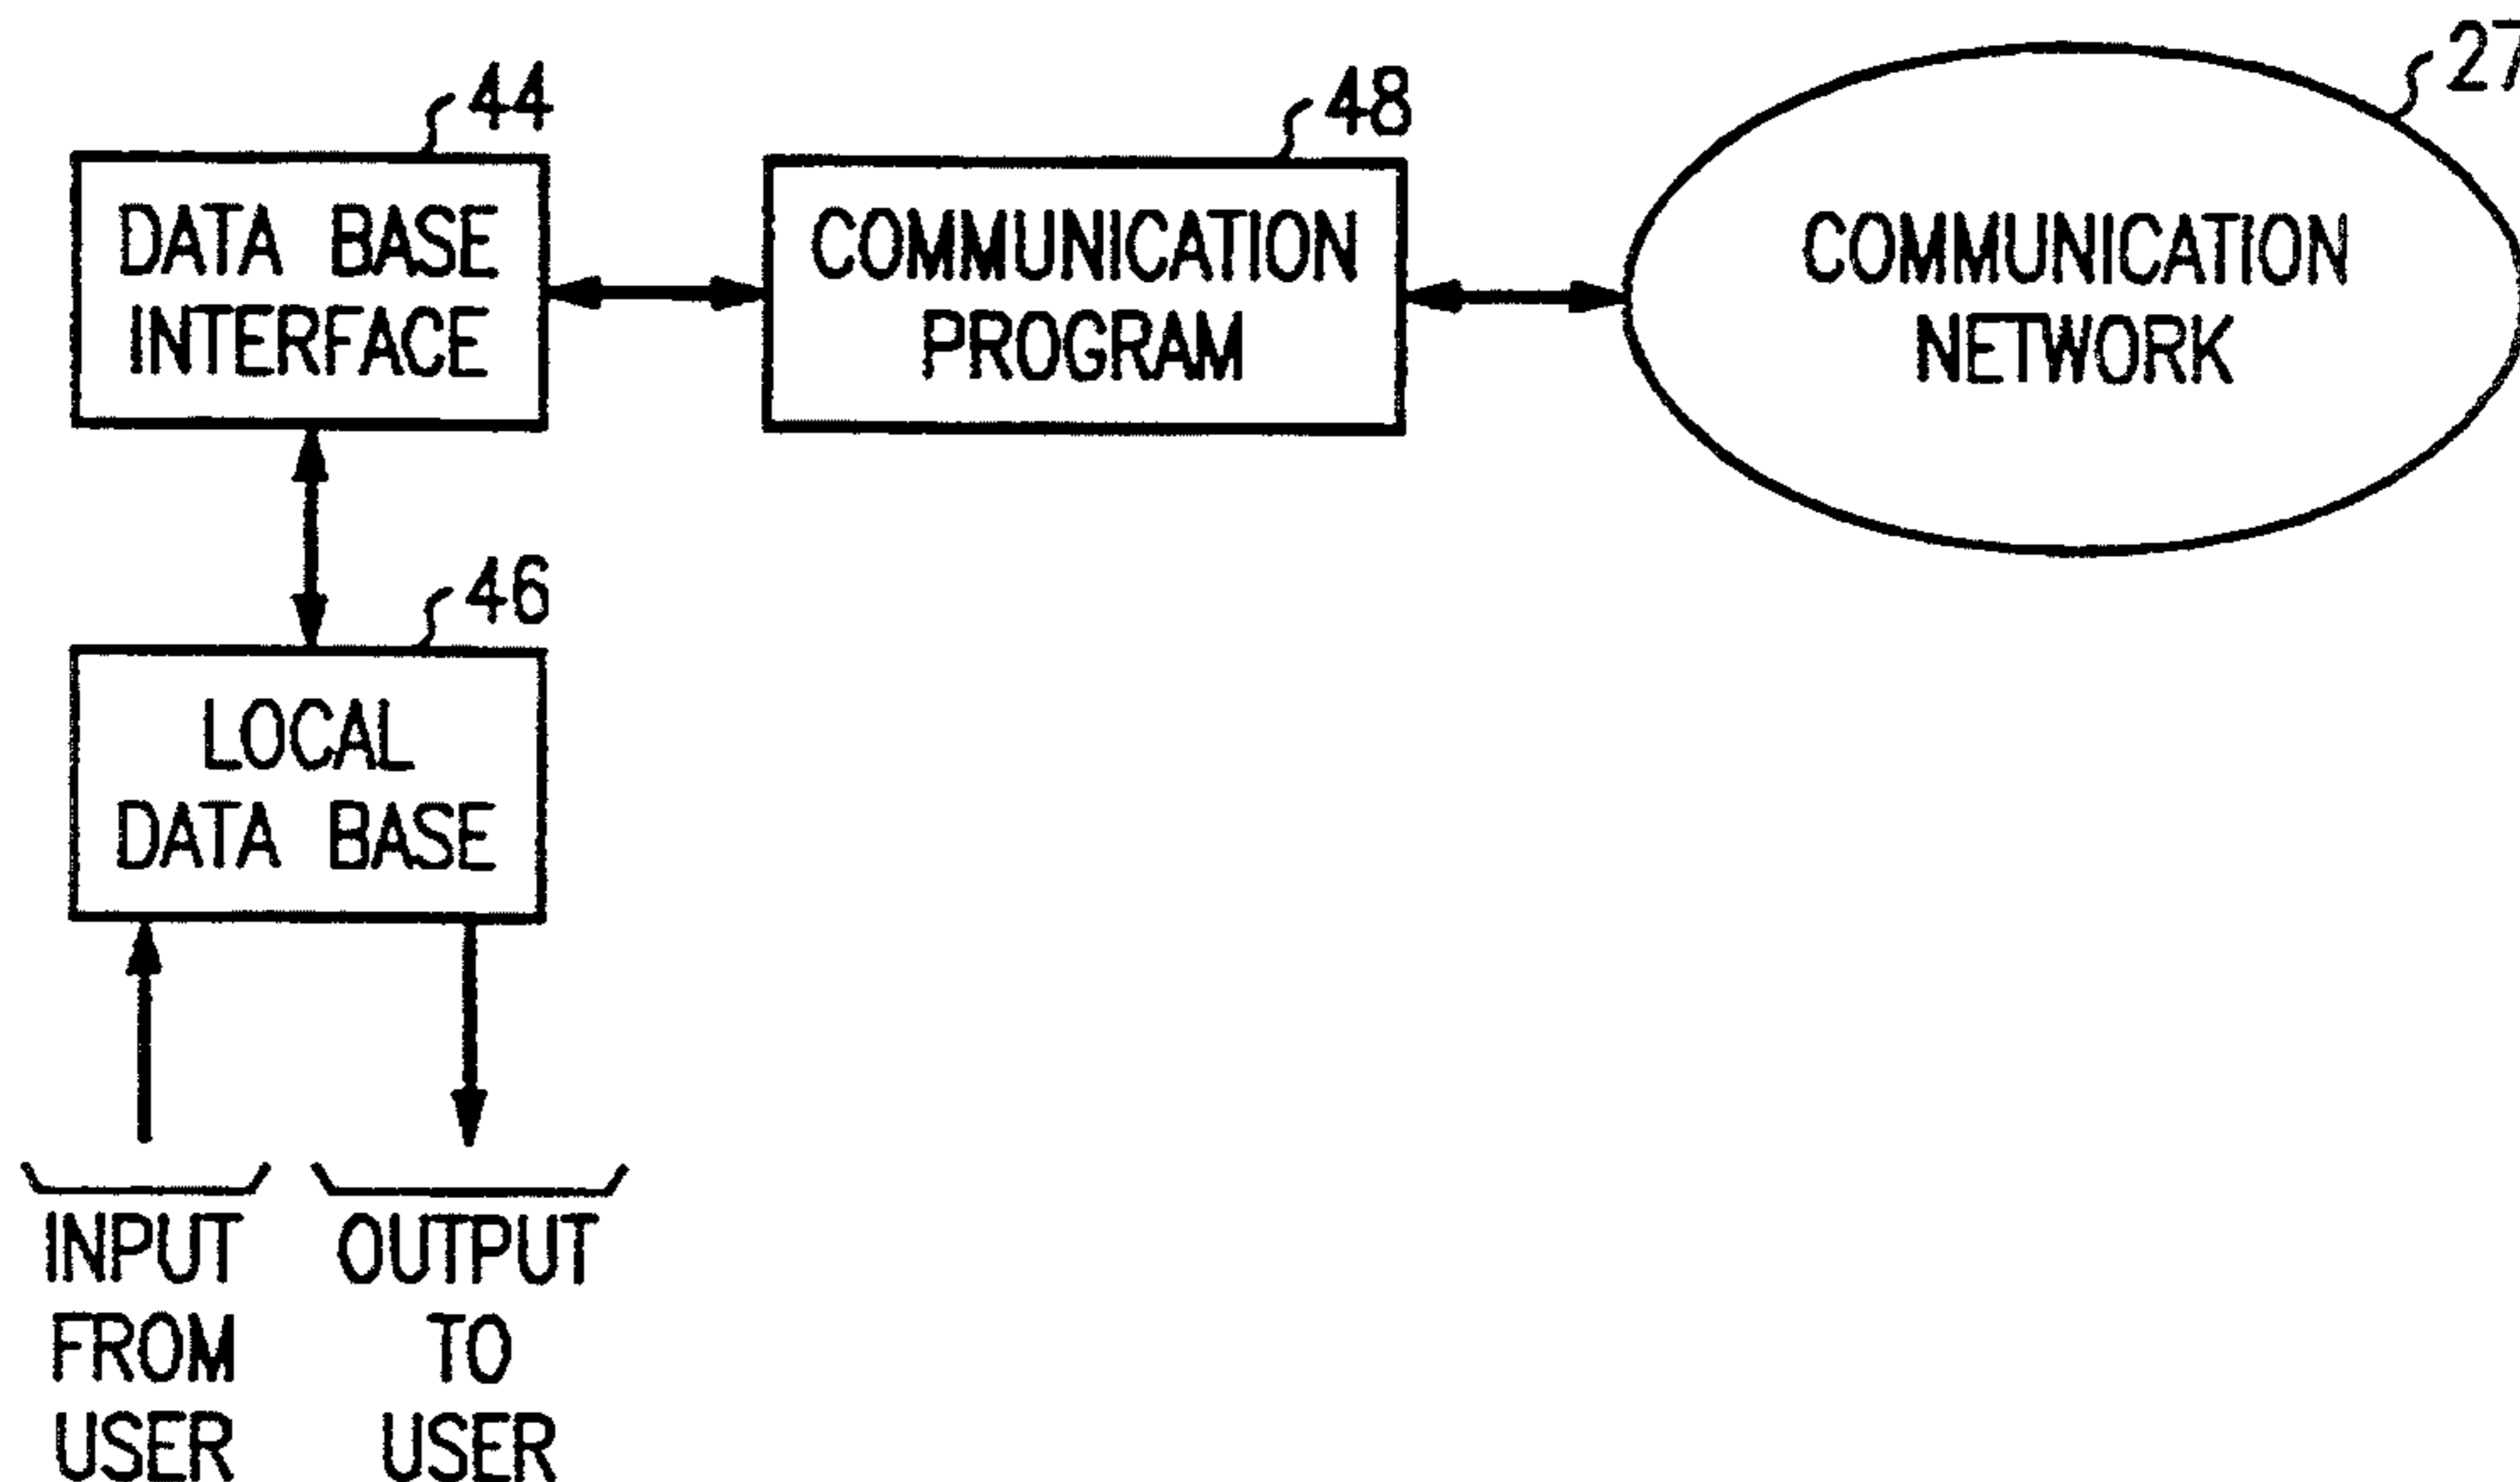 44
DATA BASE
INTERFACE
48
COMMUNICATION
PROGRAM
27
COMMUNICATION
NETWORK
46
LOCAL
DATA BASE
INPUT
FROM
USER
OUTPUT
TO
USER